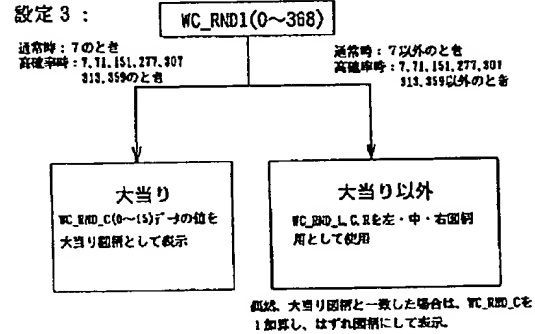 設定3：
WC_RND1(0～368)
通常時：7のとき
高確率時：7,71,151,277,307
313,359のとき
通常時：7以外のとき
高確率時：7,71,151,277,307
313,359以外のとき
大当り
WC_RND_C(0～15)データの値を
大当り図柄として表示
大当り以外
WC_RND_L,C,Rを左・中・右図柄
用として使用
偶然、大当り図柄と一致した場合は、WC_RND_Cを
1加算し、はずれ図柄にして表示。